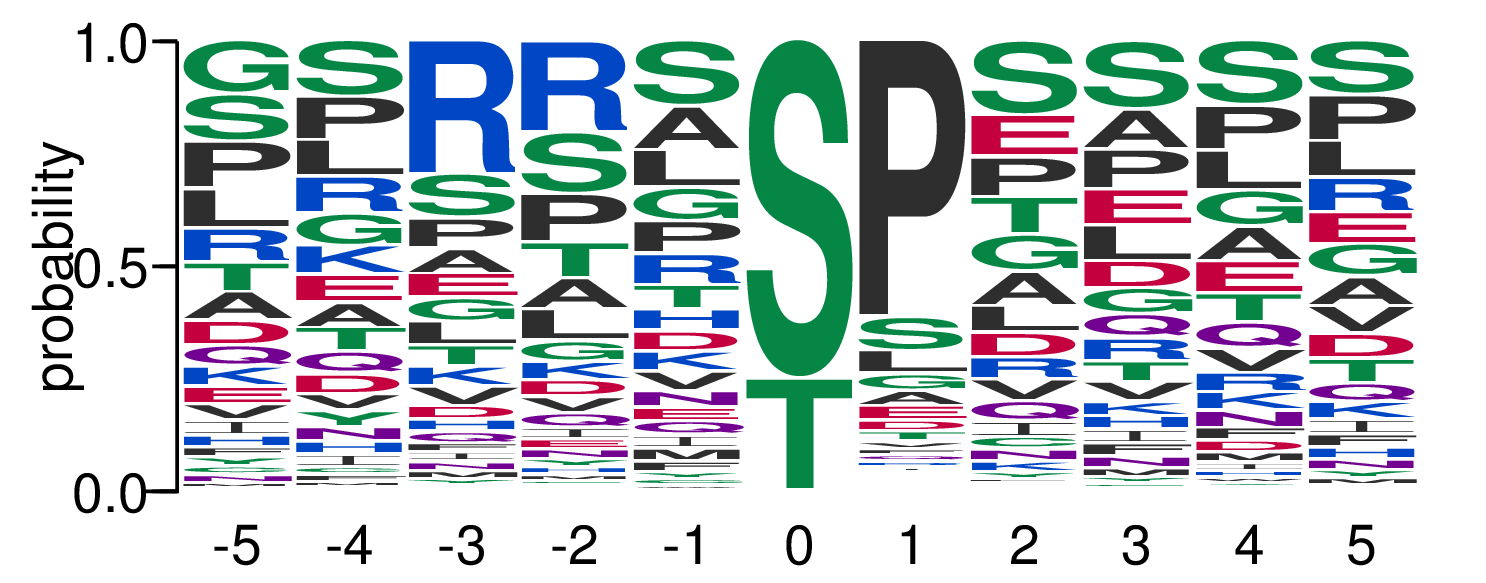 probability
1.0
0.5
0.0
G S P L R T A D Q K E V I H F Y C N
S P L R G K E A T Q D V Y N H I
R S P A E G L T K V D H Q F I N M
R S P T A L G K D V Q I E N
S A L G P R T H D K V N E Q I M F
S T
P S L G A E D T
S E P T G A L D R V Q I C N K
S A P E L D G Q R T V K H I F N M
S P L G A E T Q V R K N F D M I H
S P L R E G A V D T Q K I F H N
-5 -4 -3 -2 -1 0 1 2 3 4 5